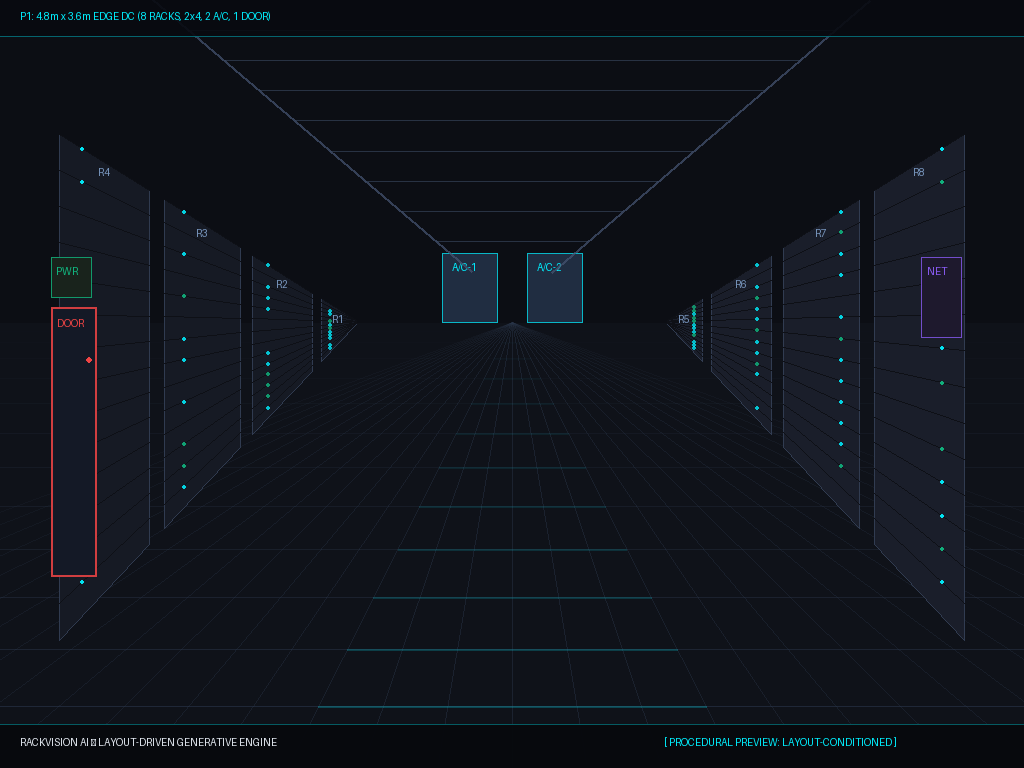 P1: 4.8m x 3.6m EDGE DC (8 RACKS, 2x4, 2 A/C, 1 DOOR)
R4
R8
R3
R7
A/C-1
A/C-2
PWR
NET
R2
R6
DOOR
R1
R5
RACKVISION AI ▯ LAYOUT-DRIVEN GENERATIVE ENGINE
[ PROCEDURAL PREVIEW: LAYOUT-CONDITIONED ]